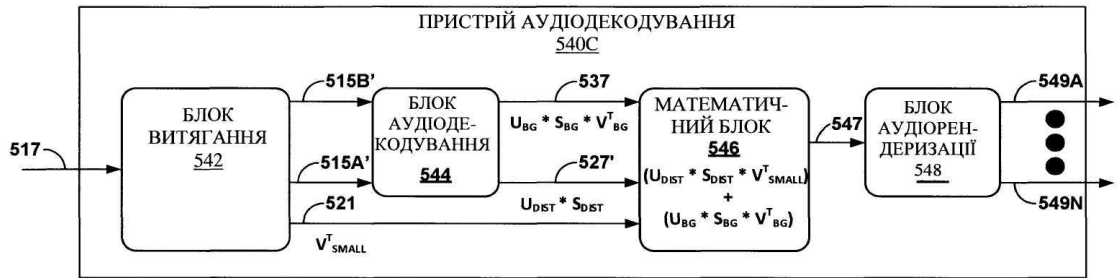 ПРИСТРІЙ АУДІОДЕКОДУВАННЯ
540C
517
БЛОК
ВИТЯГАННЯ
542
515B’
515A’
521
V^T_SMALL
БЛОК
АУДІОДЕ-
КОДУВАННЯ
544
537
U_BG * S_BG * V^T_BG
527'
U_DIST * S_DIST
МАТЕМАТИЧ-
НИЙ БЛОК
546
(U_DIST * S_DIST * V^T_SMALL)
+
(U_BG * S_BG * V^T_BG)
547
БЛОК
АУДІОРЕН-
ДЕРИЗАЦІЇ
548
549A
549N